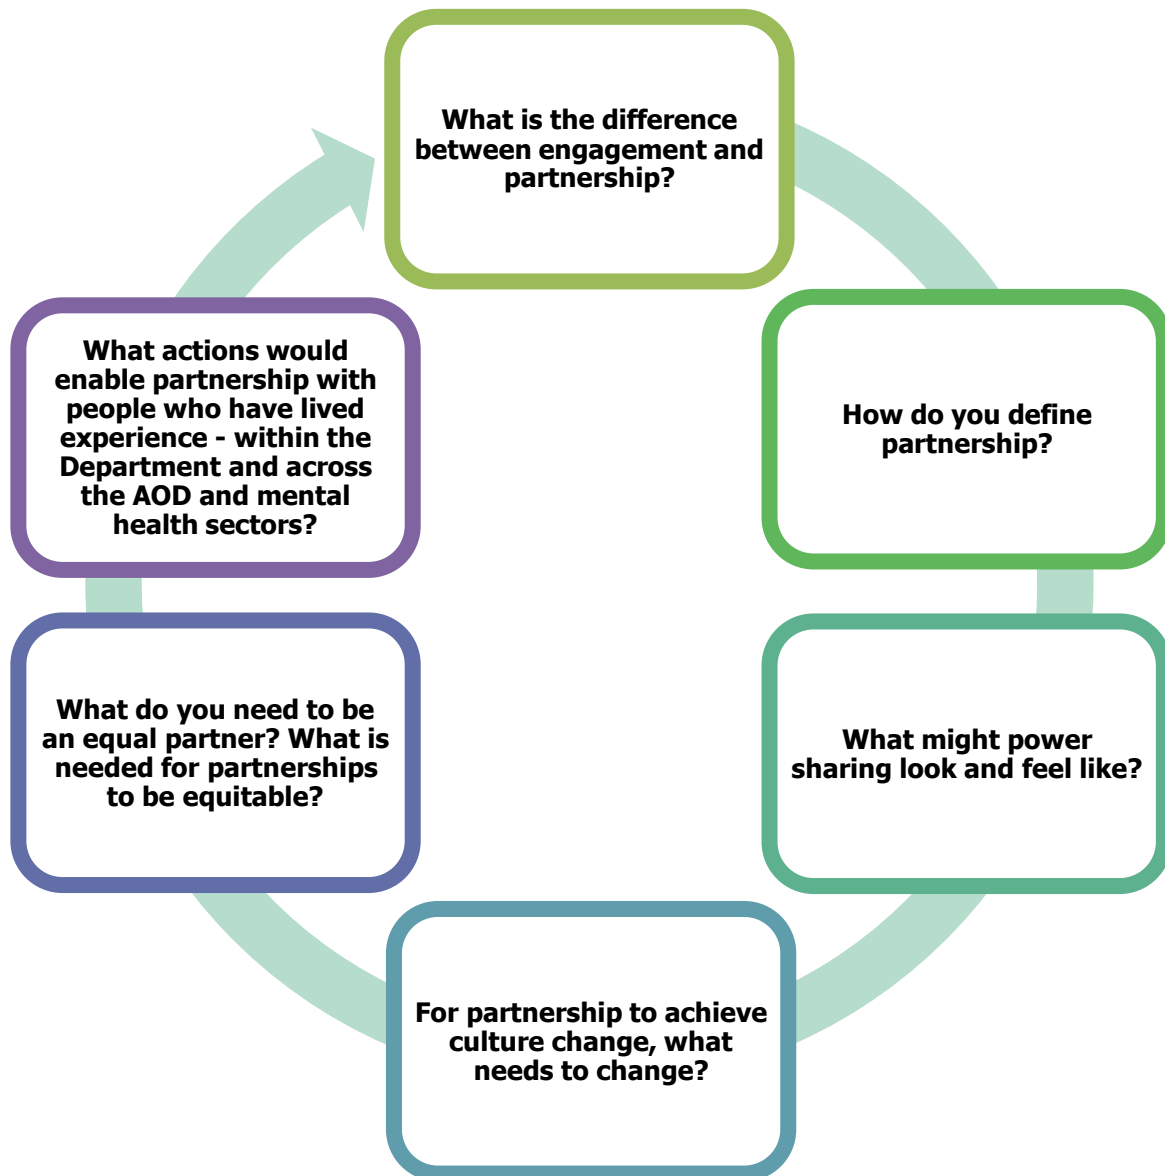 What is the difference
between engagement and
partnership?
How do you define
partnership?
What might power
sharing look and feel like?
For partnership to achieve
culture change, what
needs to change?
What do you need to be
an equal partner? What is
needed for partnerships
to be equitable?
What actions would
enable partnership with
people who have lived
experience - within the
Department and across
the AOD and mental
health sectors?